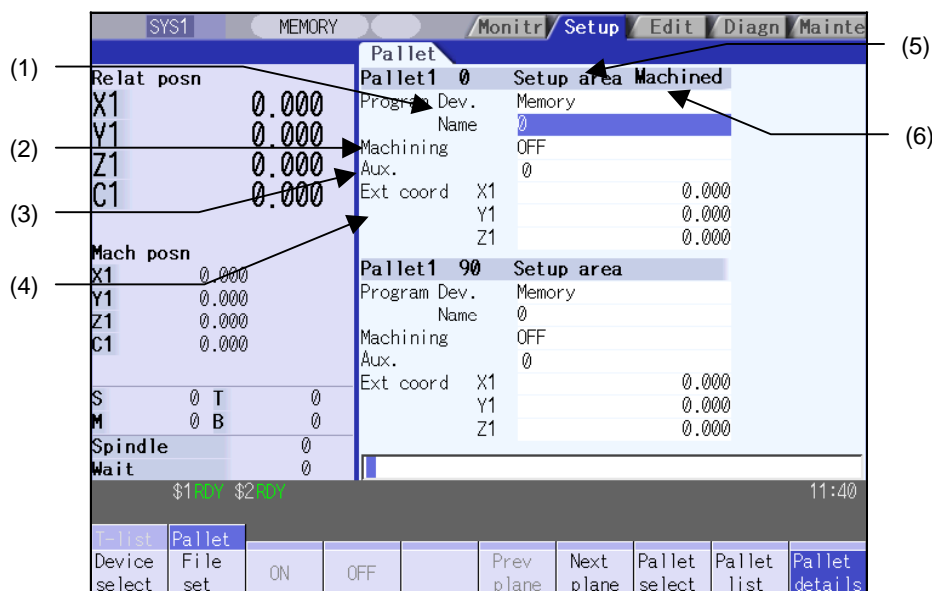 SYS1 MEMORY Monitr Setup Edit Diagn Mainte
Pallet
(5)
(1)
Relat posn
X1 0.000
Y1 0.000
Z1 0.000
C1 0.000
(2)
(3)
(4)
Mach posn
X1 0.000
Y1 0.000
Z1 0.000
C1 0.000
S 0 T 0
M 0 B 0
Spindle 0
Wait 0
Pallet1 0 Setup area Machined
Program Dev. Memory
Name 0
Machining OFF
Aux. 0
Ext coord X1 0.000
Y1 0.000
Z1 0.000
(6)
Pallet1 90 Setup area
Program Dev. Memory
Name 0
Machining OFF
Aux. 0
Ext coord X1 0.000
Y1 0.000
Z1 0.000
$1RDY $2RDY 11:40
T-list Pallet
Device select
File set
ON
OFF
Prev plane
Next plane
Pallet select
Pallet list
Pallet details